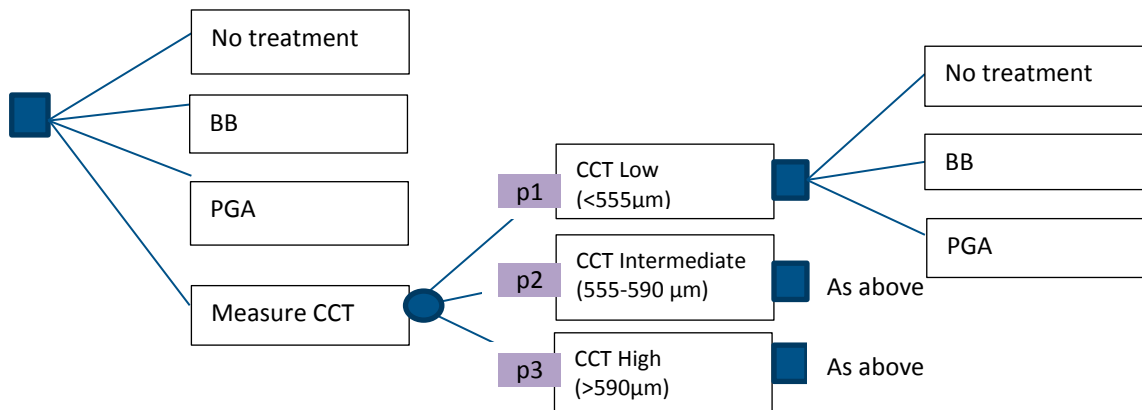 No treatment
BB
PGA
Measure CCT
p1
CCT Low
(<555µm)
p2
CCT Intermediate
(555-590 µm)
p3
CCT High
(>590µm)
No treatment
BB
PGA
As above
As above